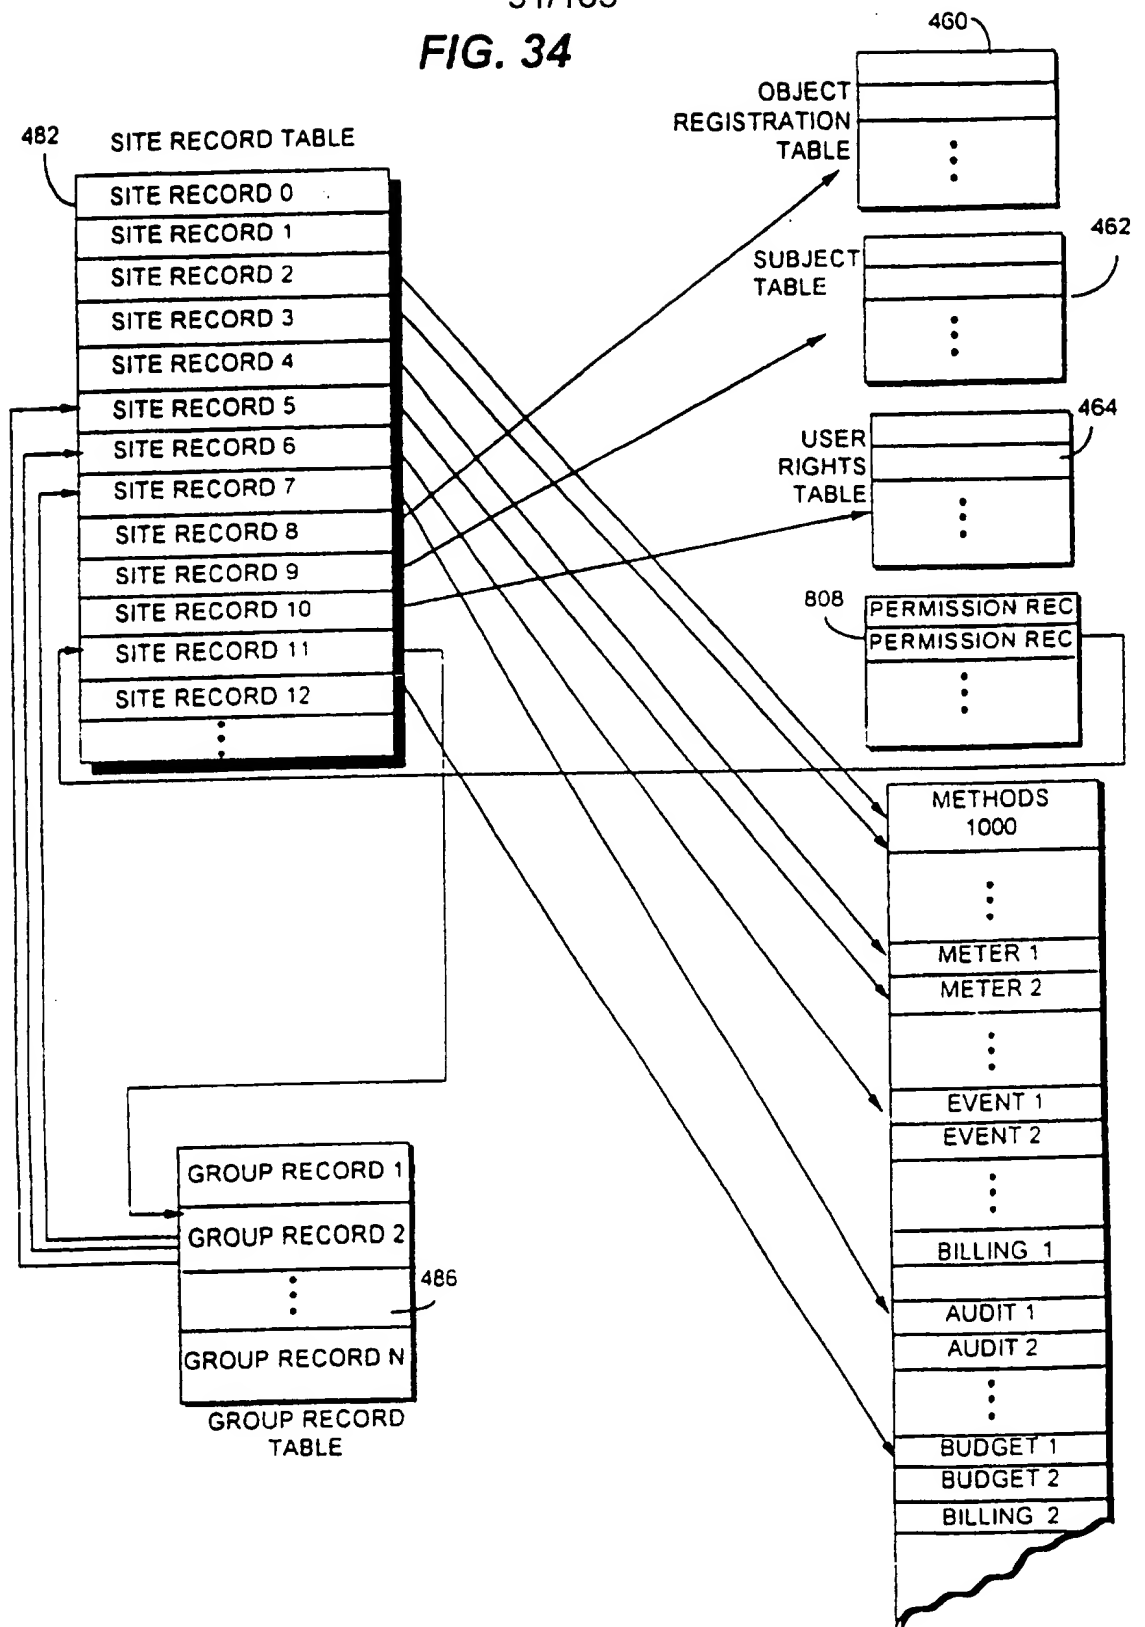 FIG. 34
482
SITE RECORD TABLE
SITE RECORD 0
SITE RECORD 1
SITE RECORD 2
SITE RECORD 3
SITE RECORD 4
SITE RECORD 5
SITE RECORD 6
SITE RECORD 7
SITE RECORD 8
SITE RECORD 9
SITE RECORD 10
SITE RECORD 11
SITE RECORD 12
460
OBJECT
REGISTRATION
TABLE
462
SUBJECT
TABLE
464
USER
RIGHTS
TABLE
808
PERMISSION REC
PERMISSION REC
METHODS
1000
METER 1
METER 2
EVENT 1
EVENT 2
BILLING 1
AUDIT 1
AUDIT 2
BUDGET 1
BUDGET 2
BILLING 2
GROUP RECORD 1
GROUP RECORD 2
486
GROUP RECORD N
GROUP RECORD
TABLE